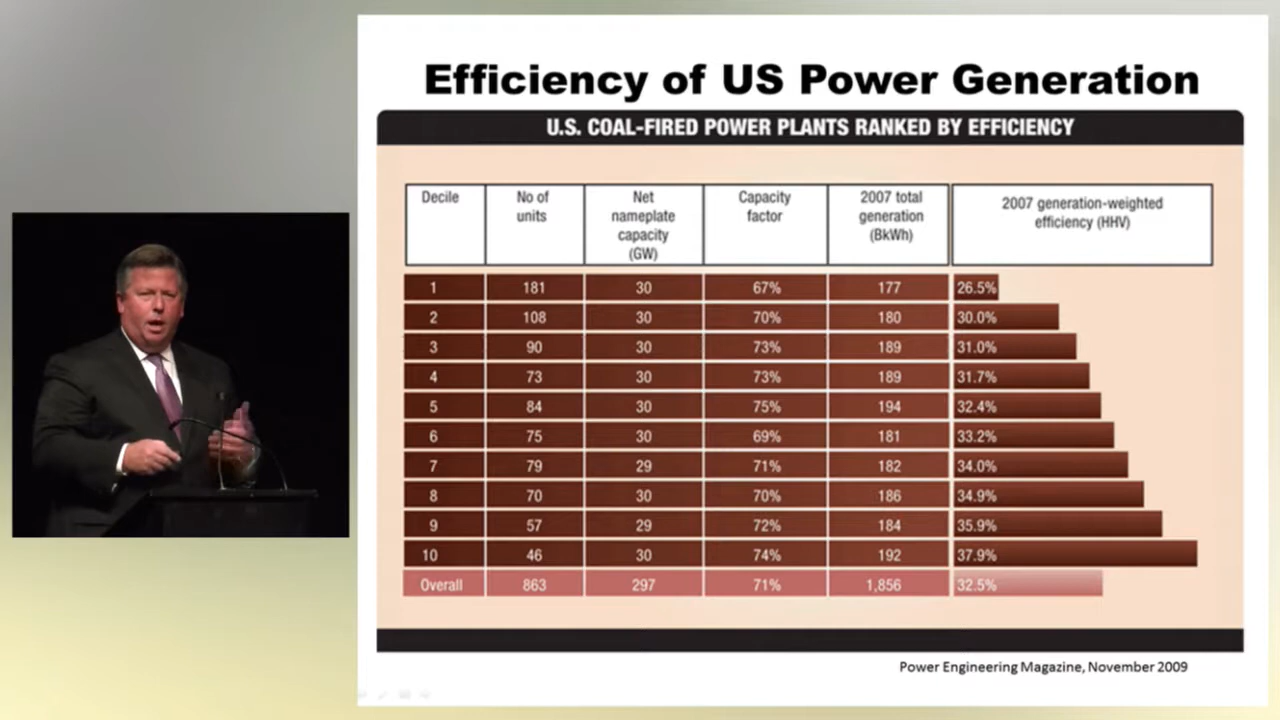 Efficiency of US Power Generation
U.S. COAL-FIRED POWER PLANTS RANKED BY EFFICIENCY
Decile No of units Net nameplate capacity (GW) Capacity factor 2007 total generation (BkWh) 2007 generation-weighted efficiency (HHV)
1 181 30 67% 177 26.5%
2 108 30 70% 180 30.0%
3 90 30 73% 189 31.0%
4 73 30 73% 189 31.7%
5 84 30 75% 194 32.4%
6 75 30 69% 181 33.2%
7 79 29 71% 182 34.0%
8 70 30 70% 186 34.9%
9 57 29 72% 184 35.9%
10 46 30 74% 192 37.9%
Overall 863 297 71% 1,856 32.5%
Power Engineering Magazine, November 2009